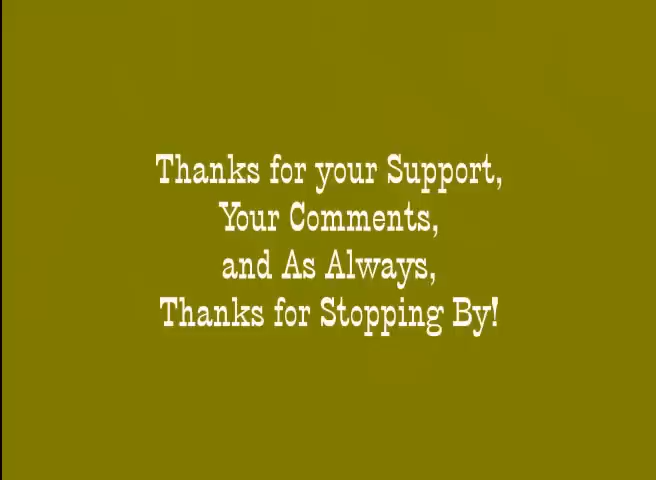 Thanks for your Support,
Your Comments,
and As Always,
Thanks for Stopping By!